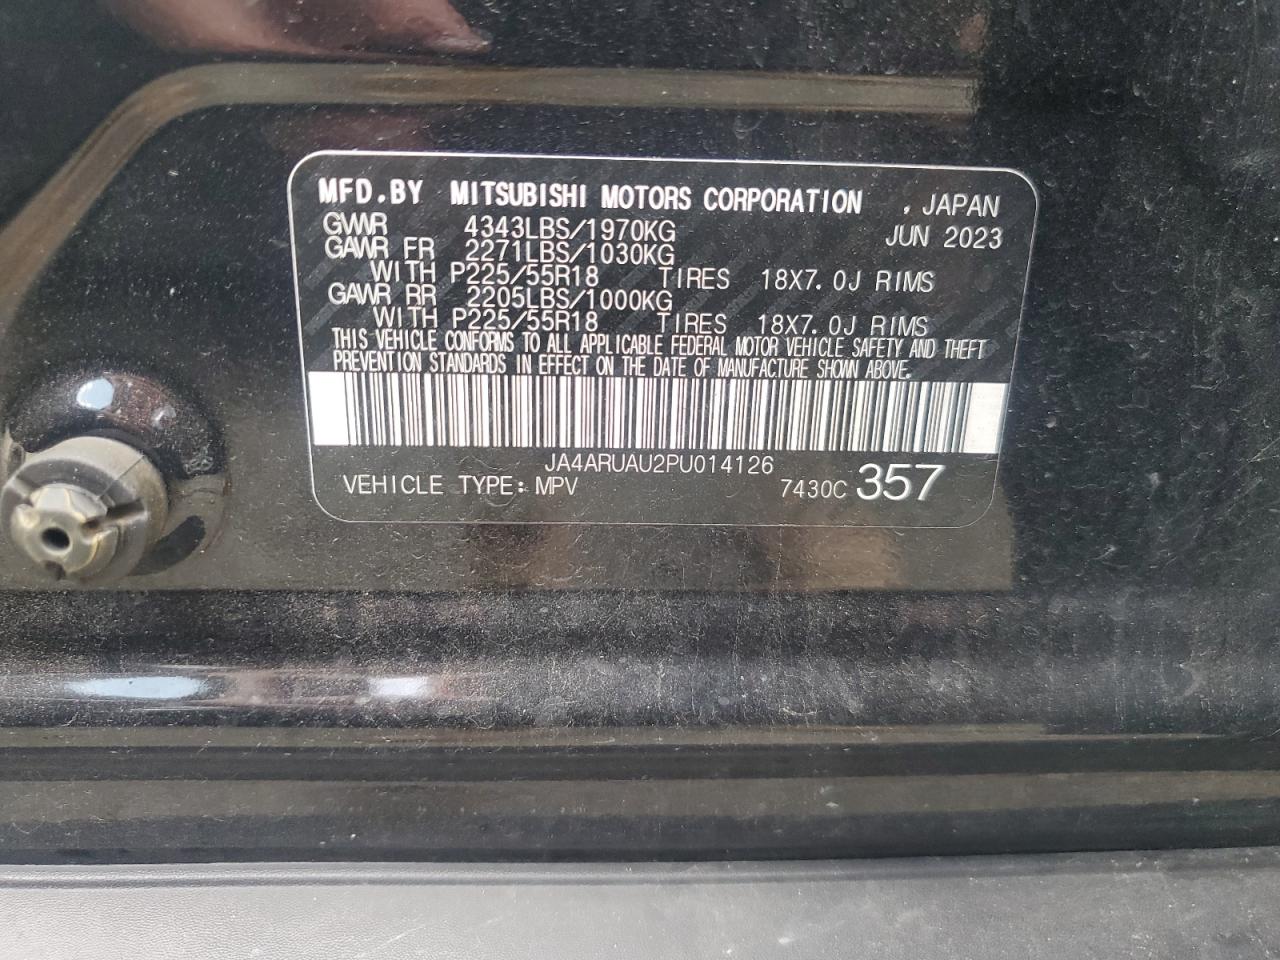 MFD.BY MITSUBISHI MOTORS CORPORATION , JAPAN
GVWR 4343LBS/1970KG JUN 2023
GAWR FR 2271LBS/1030KG
WITH P225/55R18 TIRES 18X7.0J RIMS
GAWR RR 2205LBS/1000KG
WITH P225/55R18 TIRES 18X7.0J RIMS
THIS VEHICLE CONFORMS TO ALL APPLICABLE FEDERAL MOTOR VEHICLE SAFETY AND THEFT
PREVENTION STANDARDS IN EFFECT ON THE DATE OF MANUFACTURE SHOWN ABOVE.
JA4ARUAU2PU014126
VEHICLE TYPE: MPV 7430C 357